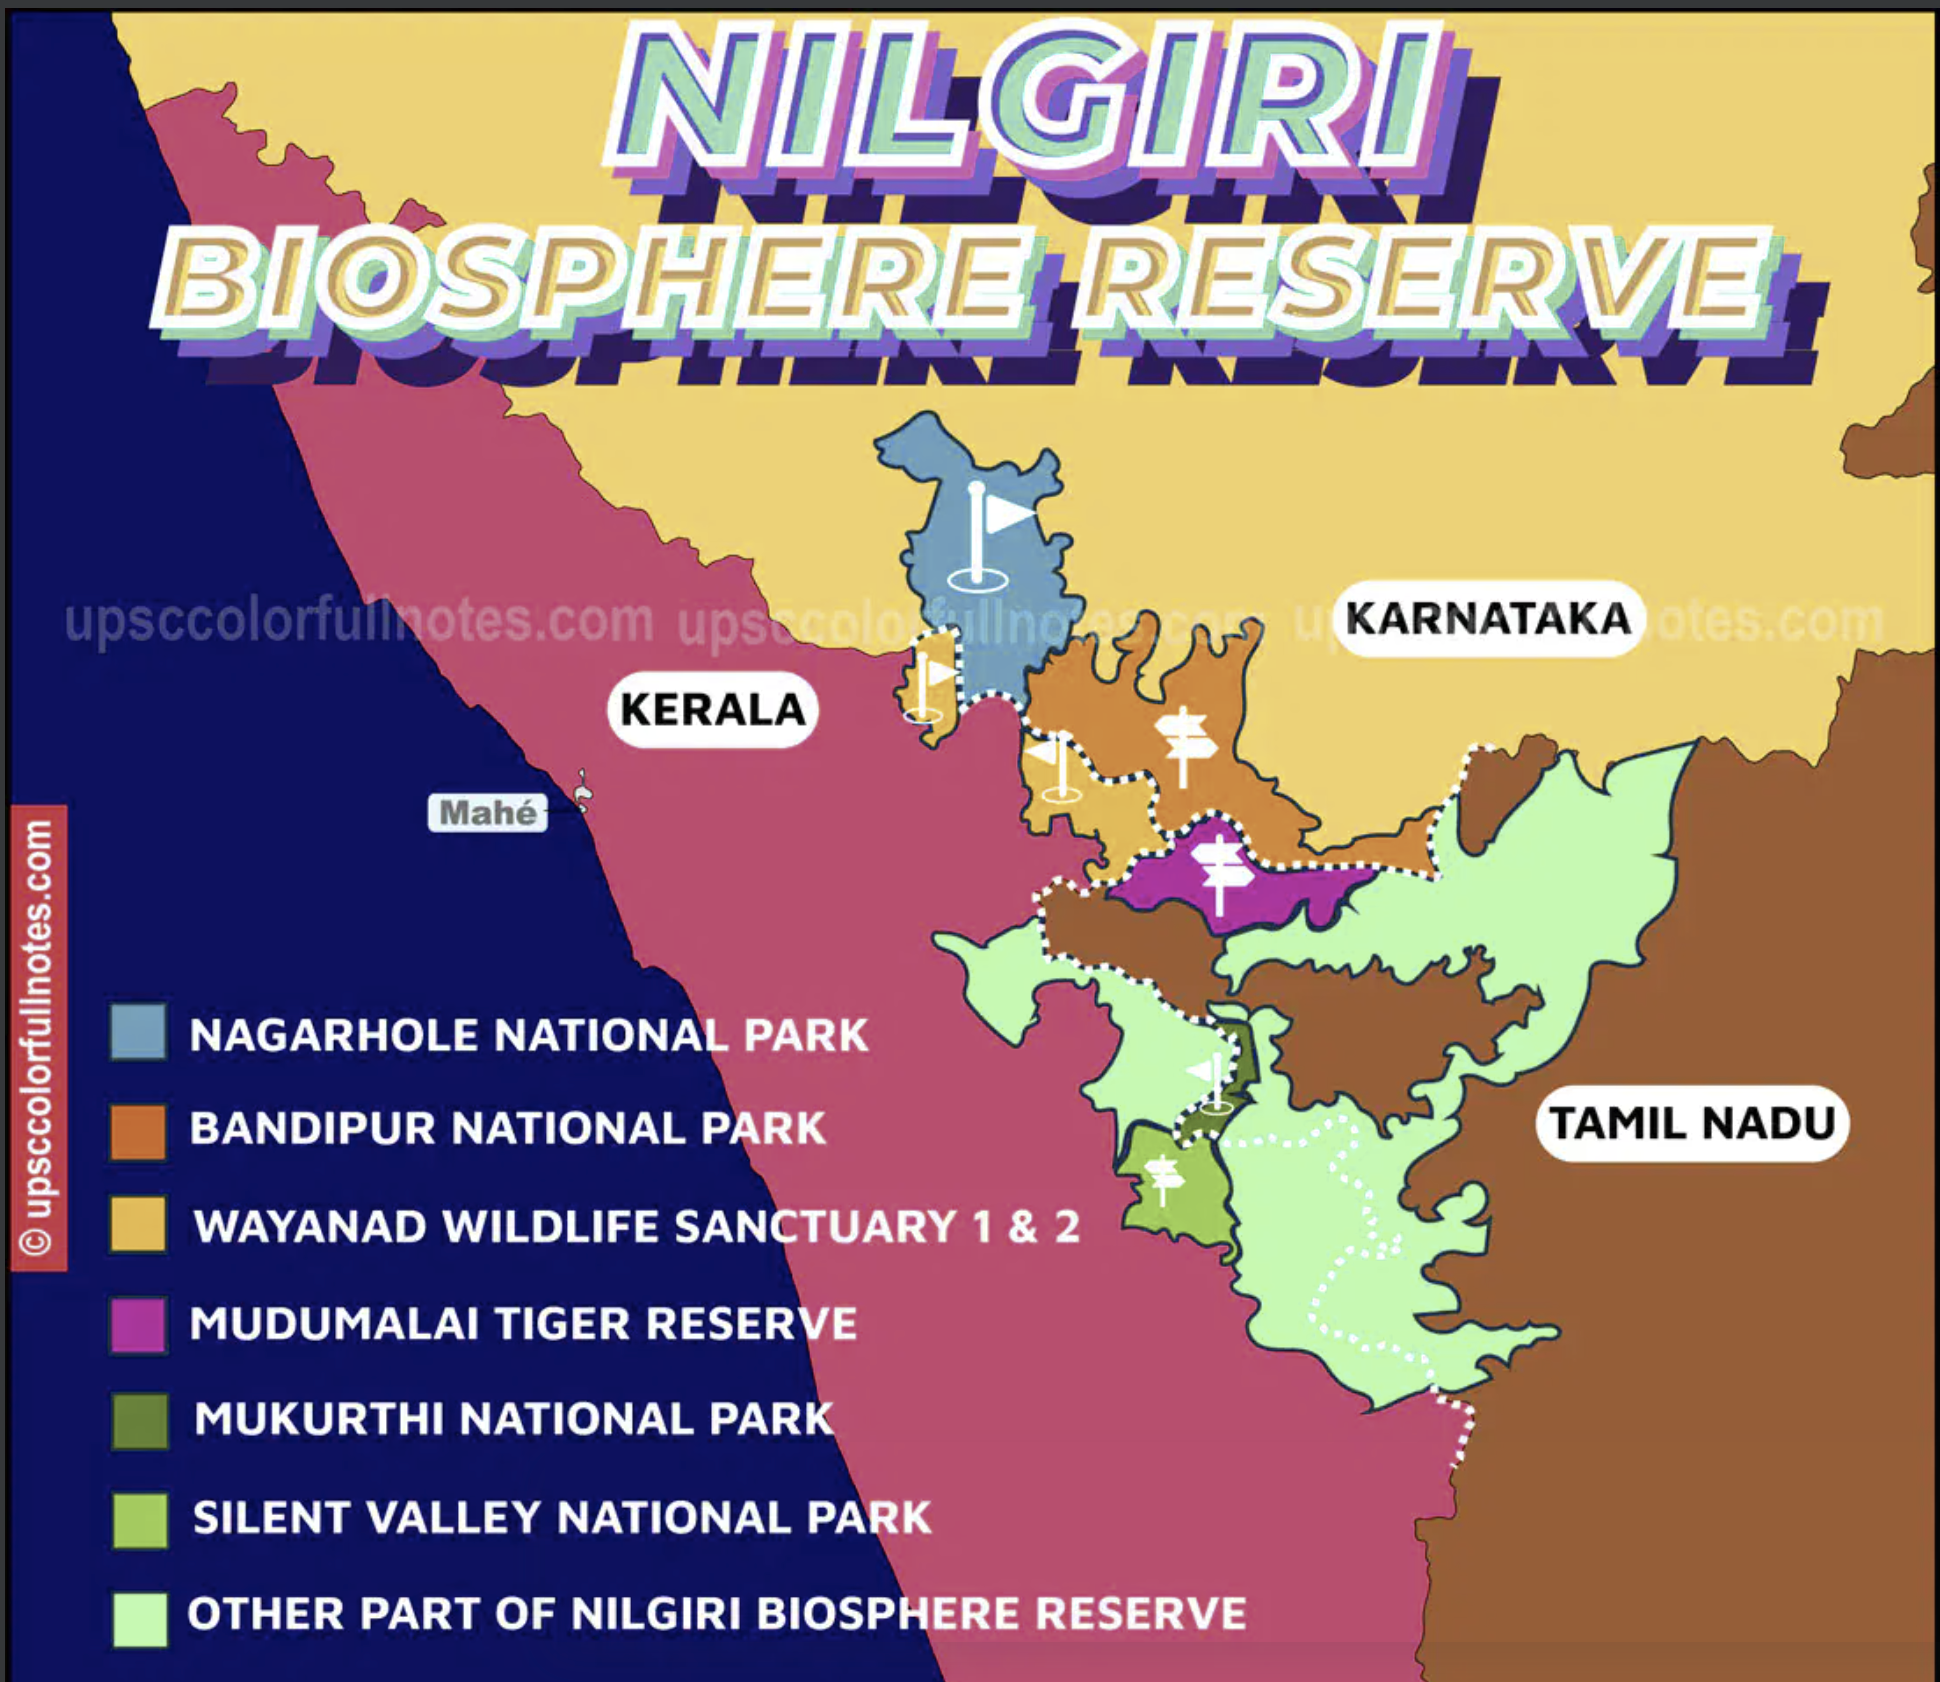 NILGIRI
BIOSPHERE RESERVE
upsccolorfullnotes.com upsccolorfullnotes.com upsccolorfullnotes.com
KARNATAKA
KERALA
Mahé
© upsccolorfullnotes.com
TAMIL NADU
NAGARHOLE NATIONAL PARK
BANDIPUR NATIONAL PARK
WAYANAD WILDLIFE SANCTUARY 1 & 2
MUDUMALAI TIGER RESERVE
MUKURTHI NATIONAL PARK
SILENT VALLEY NATIONAL PARK
OTHER PART OF NILGIRI BIOSPHERE RESERVE